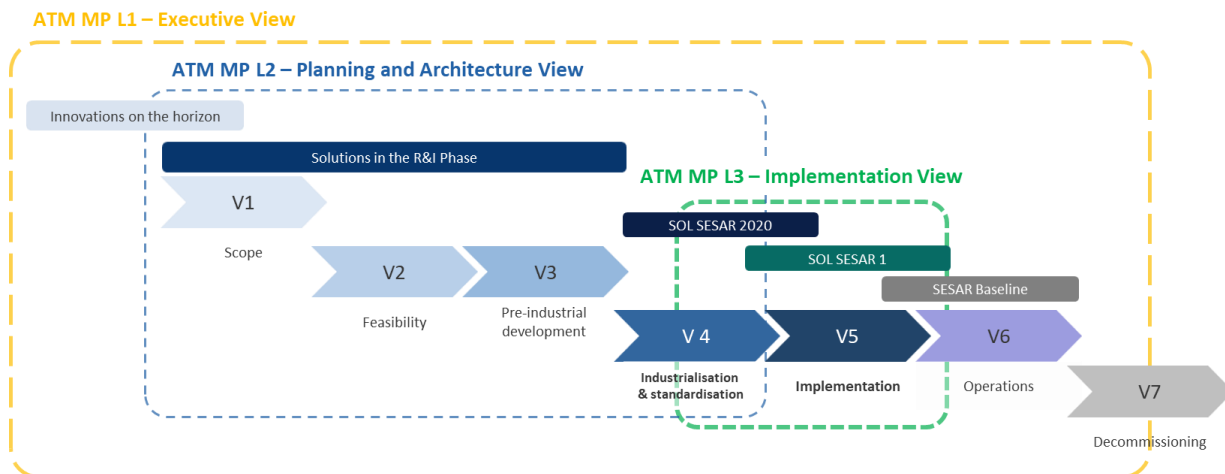 ATM MP L1 – Executive View
ATM MP L2 – Planning and Architecture View
Innovations on the horizon
Solutions in the R&I Phase
ATM MP L3 – Implementation View
V1
SOL SESAR 2020
Scope
SOL SESAR 1
V2
V3
SESAR Baseline
Feasibility
Pre-industrial
development
V 4
V5
V6
Industrialisation
& standardisation
Implementation
Operations
V7
Decommissioning